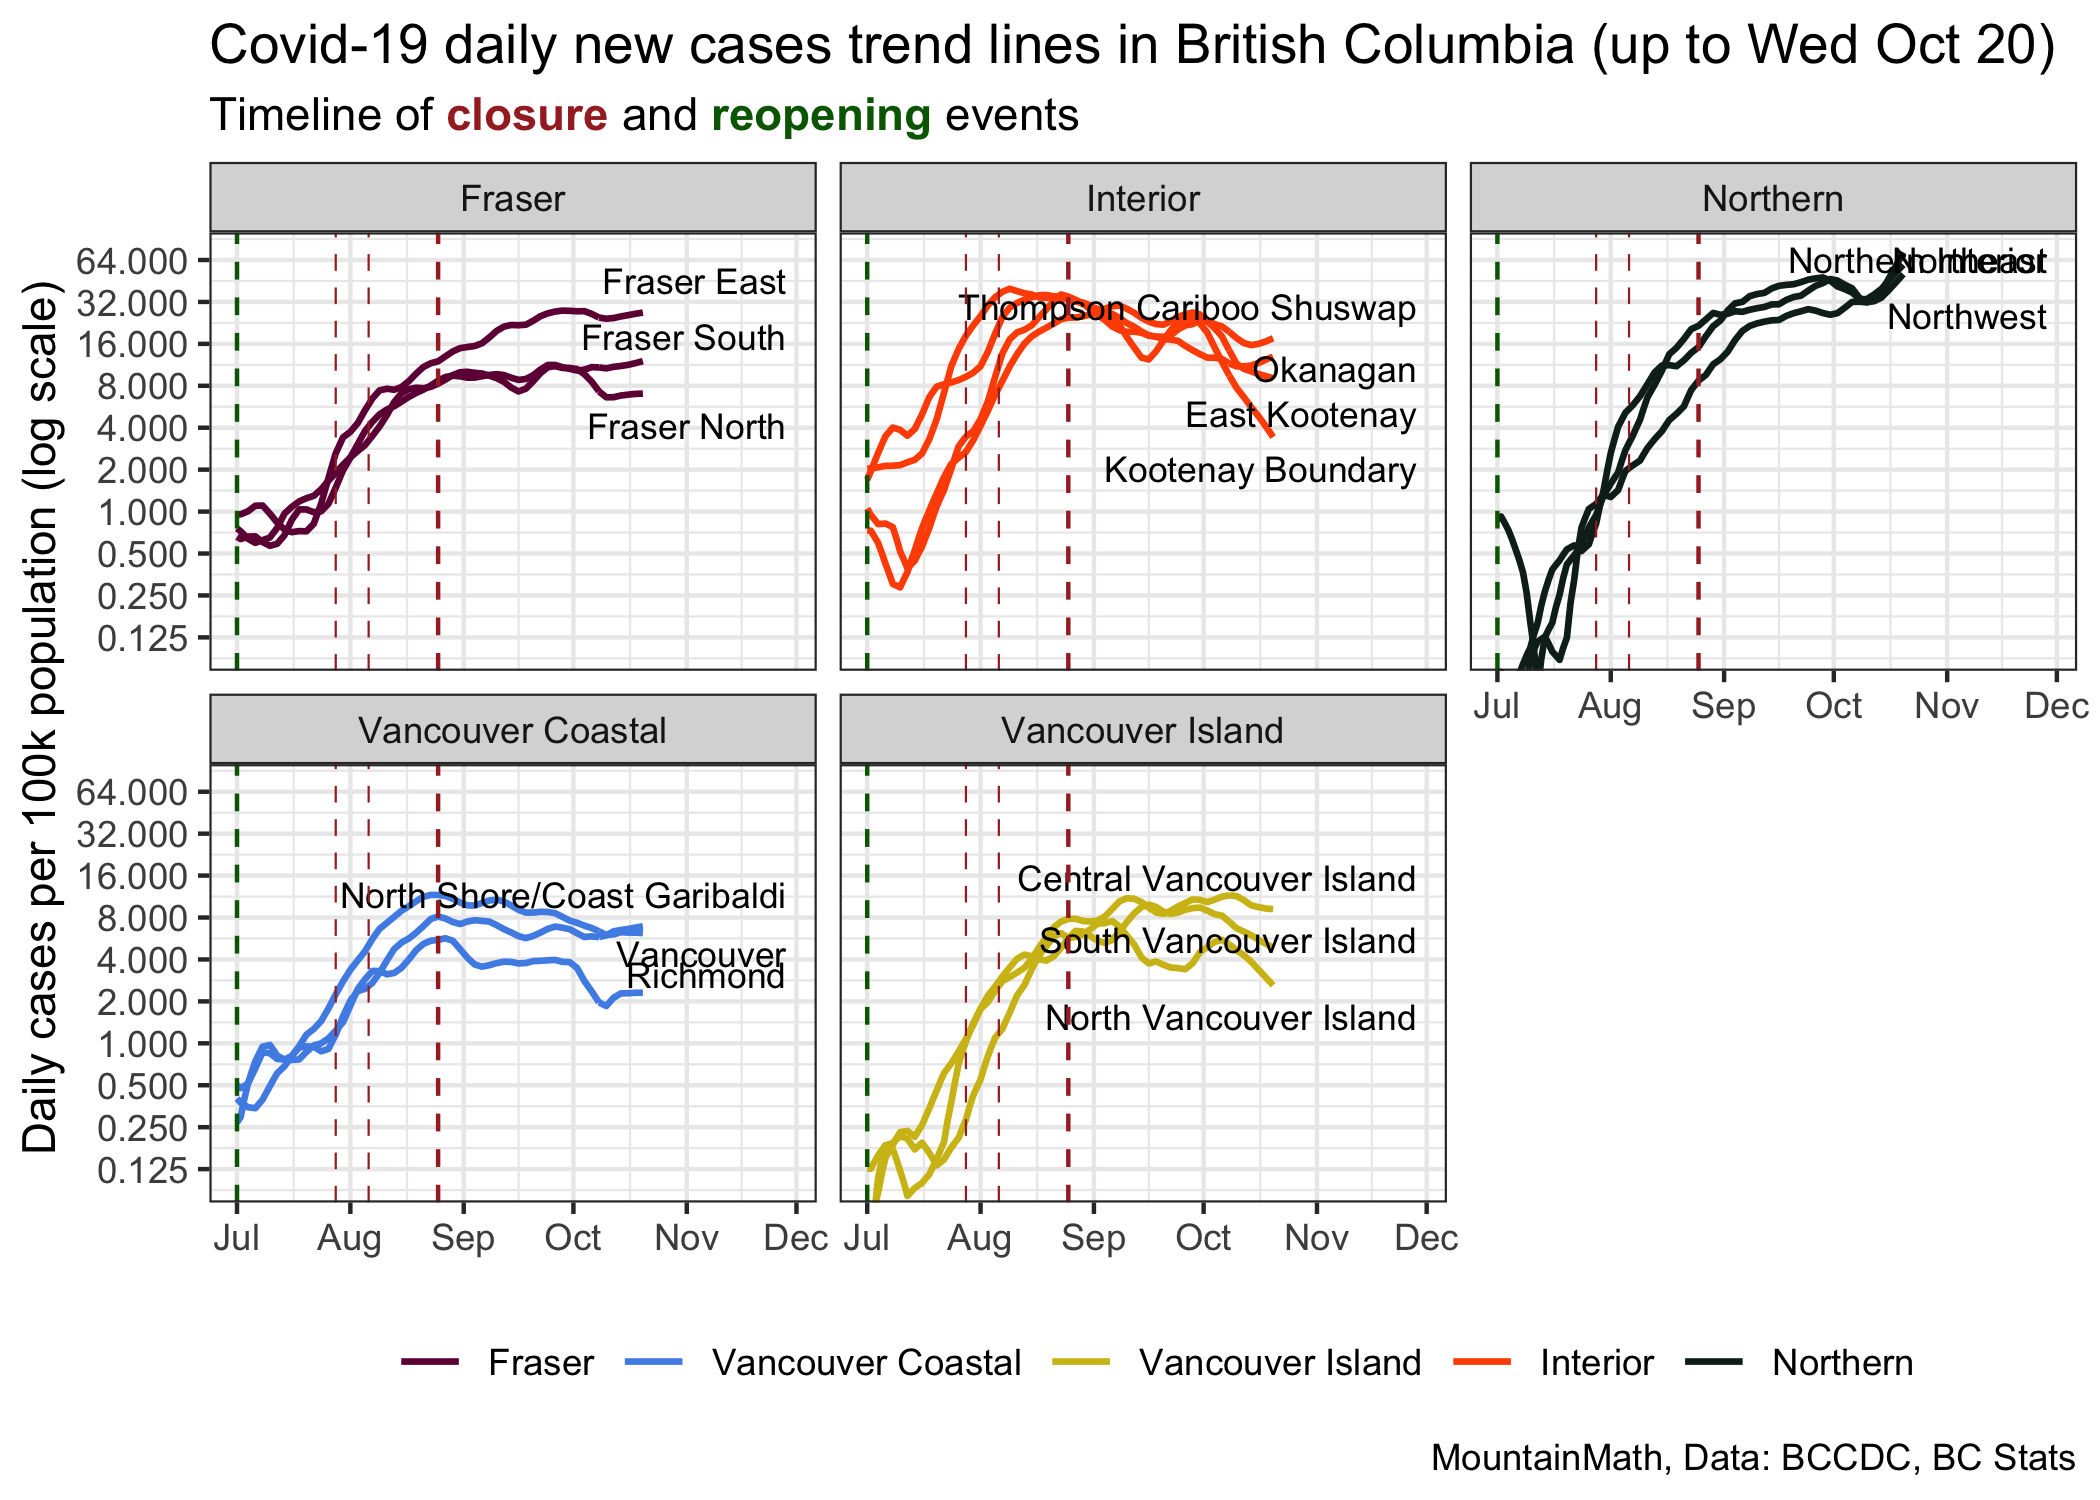 Covid-19 daily new cases trend lines in British Columbia (up to Wed Oct 20)
Timeline of closure and reopening events
Daily cases per 100k population (log scale)
Fraser
64.000
32.000
16.000
8.000
4.000
2.000
1.000
0.500
0.250
0.125
Fraser East
Fraser South
Fraser North
Interior
Thompson Cariboo Shuswap
Okanagan
East Kootenay
Kootenay Boundary
Northern
Northern Interior
Northeast
Northwest
Jul Aug Sep Oct Nov Dec
Vancouver Coastal
64.000
32.000
16.000
8.000
4.000
2.000
1.000
0.500
0.250
0.125
North Shore/Coast Garibaldi
Vancouver
Richmond
Jul Aug Sep Oct Nov Dec
Vancouver Island
Central Vancouver Island
South Vancouver Island
North Vancouver Island
Jul Aug Sep Oct Nov Dec
Fraser Vancouver Coastal Vancouver Island Interior Northern
MountainMath, Data: BCCDC, BC Stats